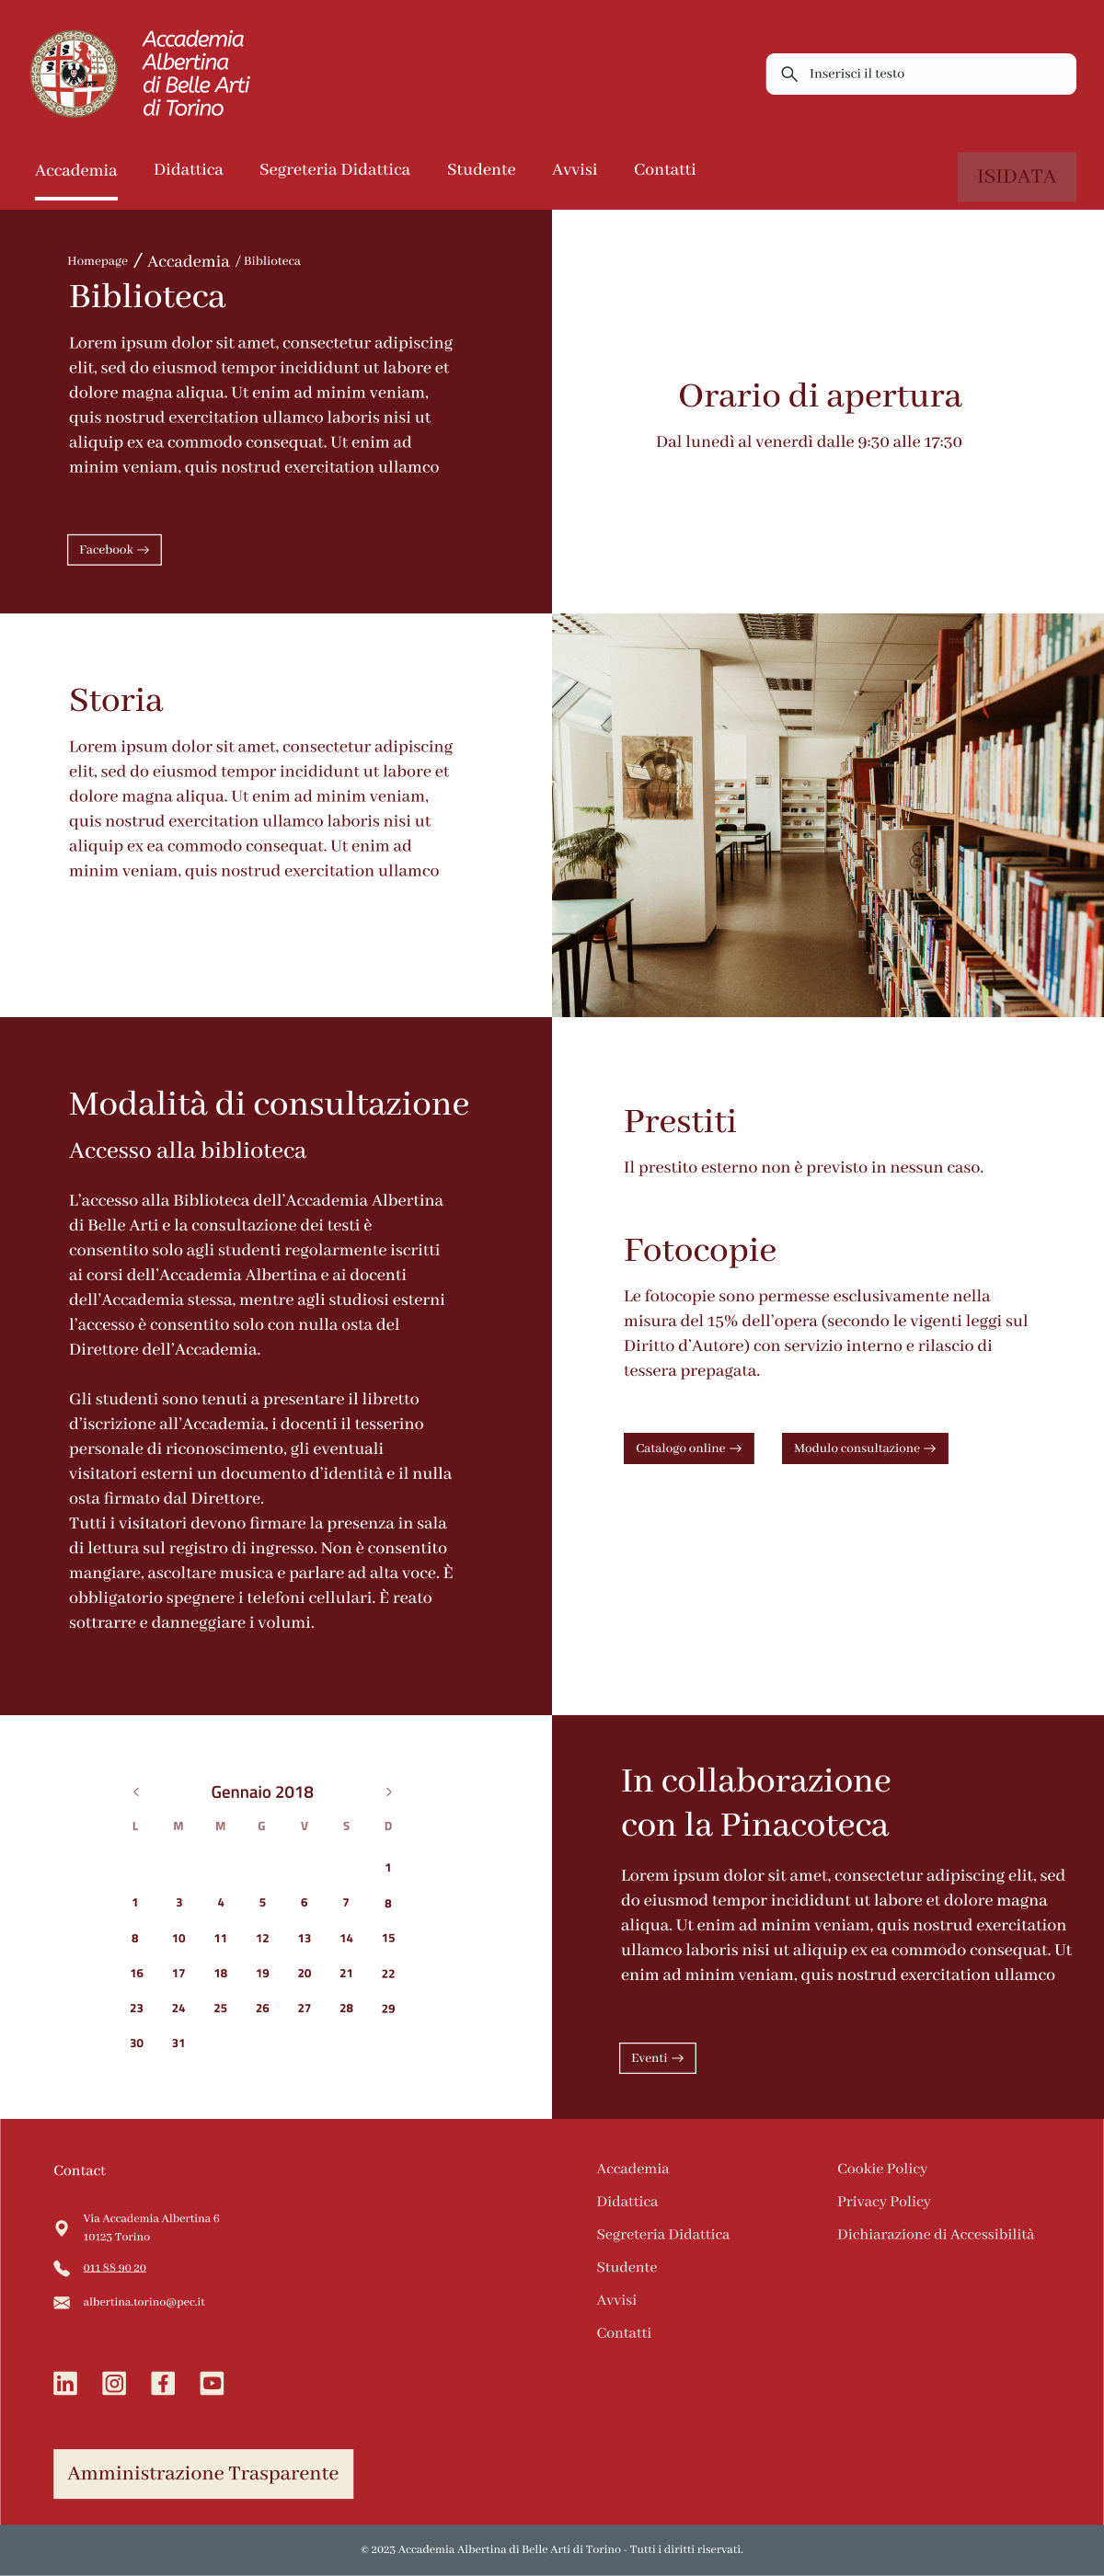 Accademia
Albertina
di Belle Arti
di Torino
Inserisci il testo
Accademia
Didattica
Segreteria Didattica
Studente
Avvisi
Contatti
ISIDATA
Homepage / Accademia / Biblioteca
Biblioteca
Lorem ipsum dolor sit amet, consectetur adipiscing
elit, sed do eiusmod tempor incididunt ut labore et
dolore magna aliqua. Ut enim ad minim veniam,
quis nostrud exercitation ullamco laboris nisi ut
aliquip ex ea commodo consequat. Ut enim ad
minim veniam, quis nostrud exercitation ullamco
Facebook →
Orario di apertura
Dal lunedì al venerdì dalle 9:30 alle 17:30
Storia
Lorem ipsum dolor sit amet, consectetur adipiscing
elit, sed do eiusmod tempor incididunt ut labore et
dolore magna aliqua. Ut enim ad minim veniam,
quis nostrud exercitation ullamco laboris nisi ut
aliquip ex ea commodo consequat. Ut enim ad
minim veniam, quis nostrud exercitation ullamco
Modalità di consultazione
Accesso alla biblioteca
L’accesso alla Biblioteca dell’Accademia Albertina
di Belle Arti e la consultazione dei testi è
consentito solo agli studenti regolarmente iscritti
ai corsi dell’Accademia Albertina e ai docenti
dell’Accademia stessa, mentre agli studiosi esterni
l’accesso è consentito solo con nulla osta del
Direttore dell’Accademia.
Gli studenti sono tenuti a presentare il libretto
d’iscrizione all’Accademia, i docenti il tesserino
personale di riconoscimento, gli eventuali
visitatori esterni un documento d’identità e il nulla
osta firmato dal Direttore.
Tutti i visitatori devono firmare la presenza in sala
di lettura sul registro di ingresso. Non è consentito
mangiare, ascoltare musica e parlare ad alta voce. È
obbligatorio spegnere i telefoni cellulari. È reato
sottrarre e danneggiare i volumi.
Prestiti
Il prestito esterno non è previsto in nessun caso.
Fotocopie
Le fotocopie sono permesse esclusivamente nella
misura del 15% dell’opera (secondo le vigenti leggi sul
Diritto d’Autore) con servizio interno e rilascio di
tessera prepagata.
Catalogo online →
Modulo consultazione →
Gennaio 2018
L M M G V S D
1
1 3 4 5 6 7 8
8 10 11 12 13 14 15
16 17 18 19 20 21 22
23 24 25 26 27 28 29
30 31
In collaborazione
con la Pinacoteca
Lorem ipsum dolor sit amet, consectetur adipiscing elit, sed
do eiusmod tempor incididunt ut labore et dolore magna
aliqua. Ut enim ad minim veniam, quis nostrud exercitation
ullamco laboris nisi ut aliquip ex ea commodo consequat. Ut
enim ad minim veniam, quis nostrud exercitation ullamco
Eventi →
Contact
Via Accademia Albertina 6
10123 Torino
011 88 90 20
albertina.torino@pec.it
Amministrazione Trasparente
Accademia
Didattica
Segreteria Didattica
Studente
Avvisi
Contatti
Cookie Policy
Privacy Policy
Dichiarazione di Accessibilità
© 2023 Accademia Albertina di Belle Arti di Torino - Tutti i diritti riservati.